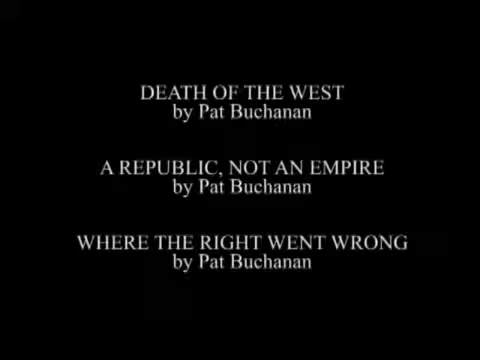 DEATH OF THE WEST
by Pat Buchanan
A REPUBLIC, NOT AN EMPIRE
by Pat Buchanan
WHERE THE RIGHT WENT WRONG
by Pat Buchanan